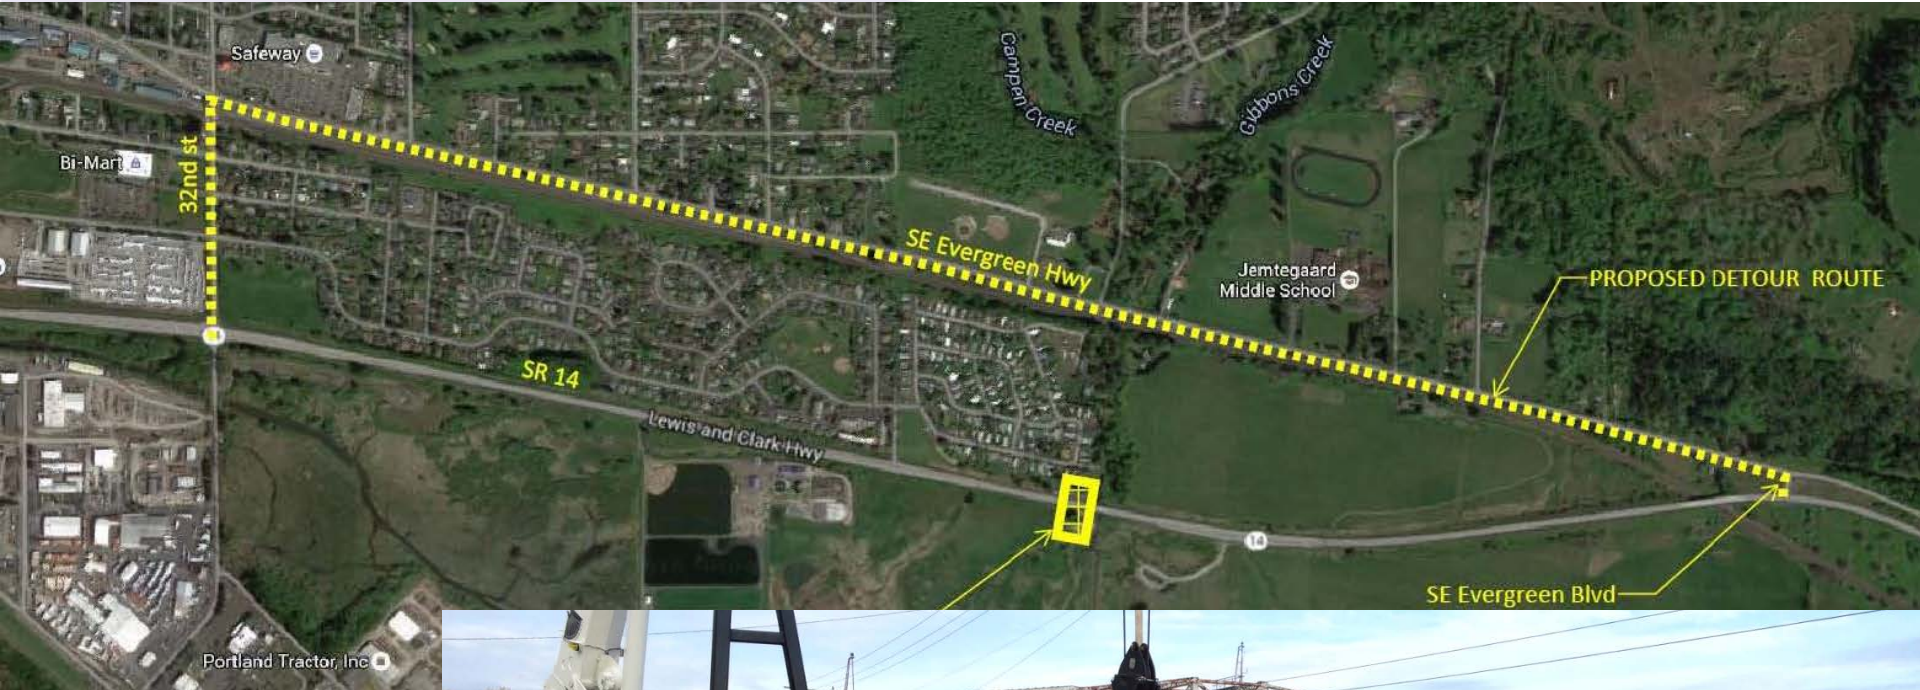 Safeway
Campen Creek
Gibbons Creek
Bi-Mart
32nd st
SE Evergreen Hwy
Jemtegaard
Middle School
PROPOSED DETOUR ROUTE
SR 14
Lewis and Clark Hwy
14
SE Evergreen Blvd
Portland Tractor, Inc